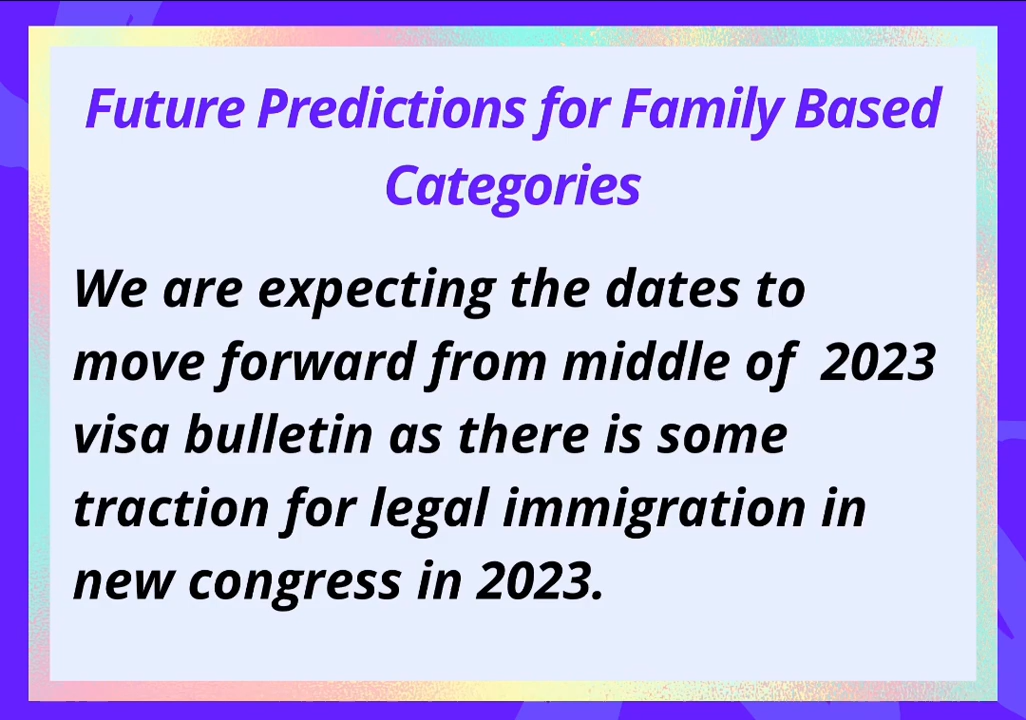 Future Predictions for Family Based
Categories
We are expecting the dates to
move forward from middle of 2023
visa bulletin as there is some
traction for legal immigration in
new congress in 2023.